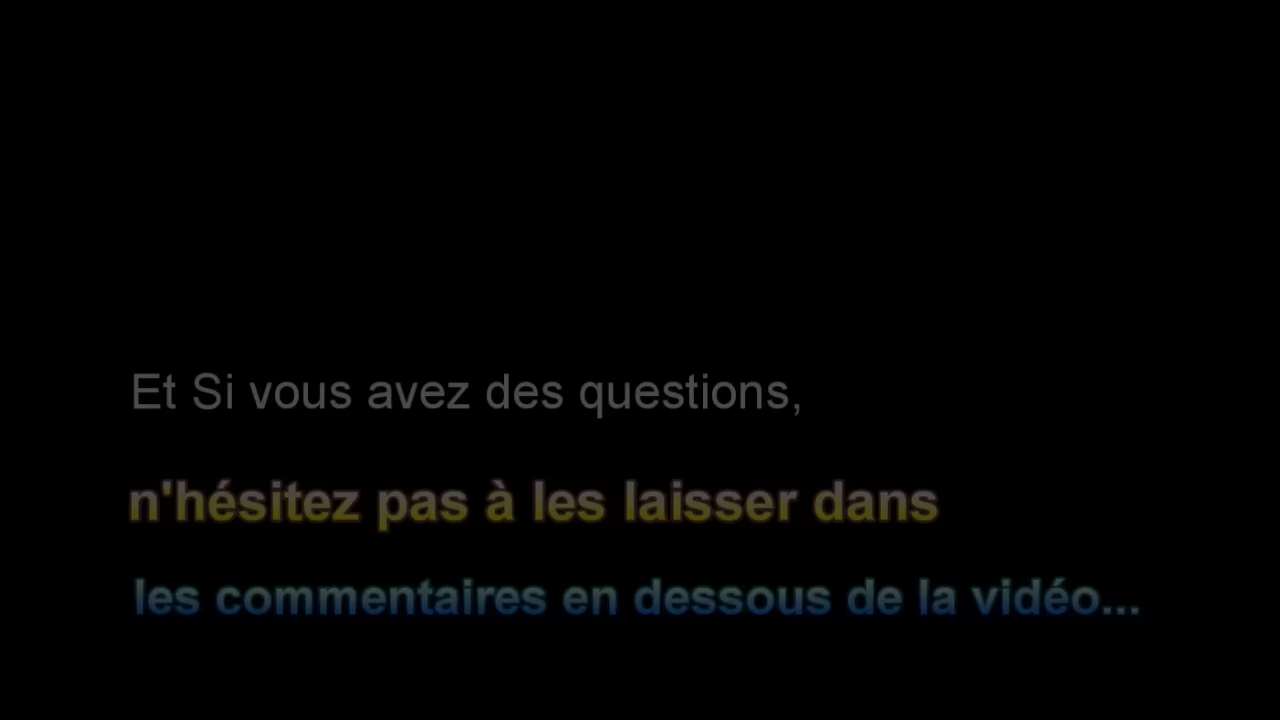 Et Si vous avez des questions,
n'hésitez pas à les laisser dans
les commentaires en dessous de la vidéo...